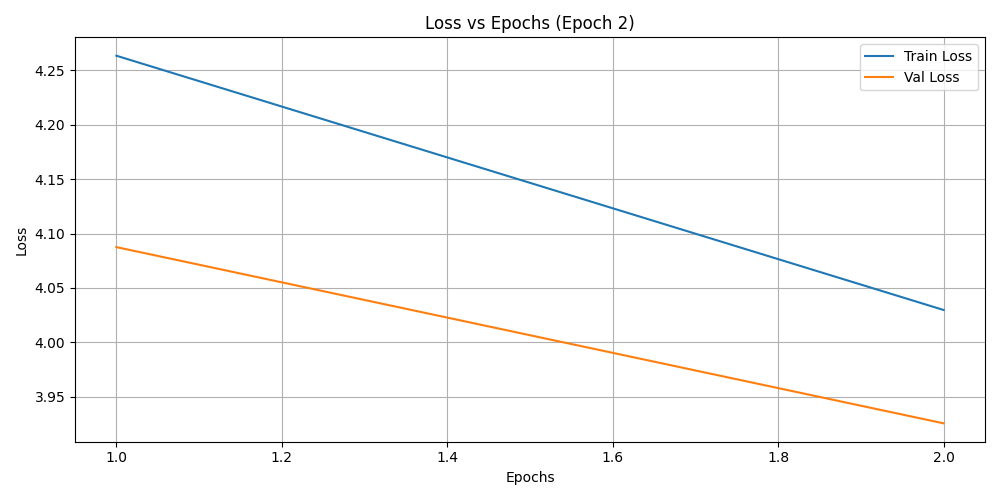 Loss vs Epochs (Epoch 2)
Train Loss
Val Loss
4.25
4.20
4.15
4.10
4.05
4.00
3.95
Loss
1.0 1.2 1.4 1.6 1.8 2.0
Epochs